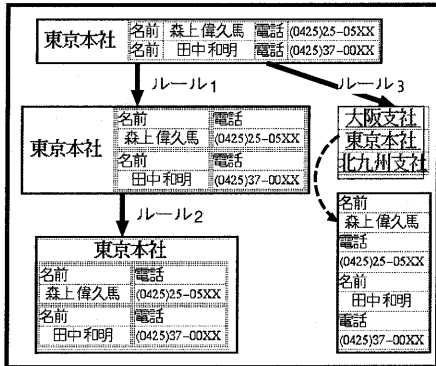 東京本社
名前 森上偉久馬 電話 (0425)25-05XX
名前 田中和明 電話 (0425)37-00XX
ルール1
ルール3
東京本社
名前 電話
森上偉久馬 (0425)25-05XX
名前 電話
田中和明 (0425)37-00XX
大阪支社
東京本社
北九州支社
ルール2
東京本社
名前 電話
森上偉久馬 (0425)25-05XX
名前 電話
田中和明 (0425)37-00XX
名前
森上偉久馬
電話
(0425)25-05XX
名前
田中和明
電話
(0425)37-00XX